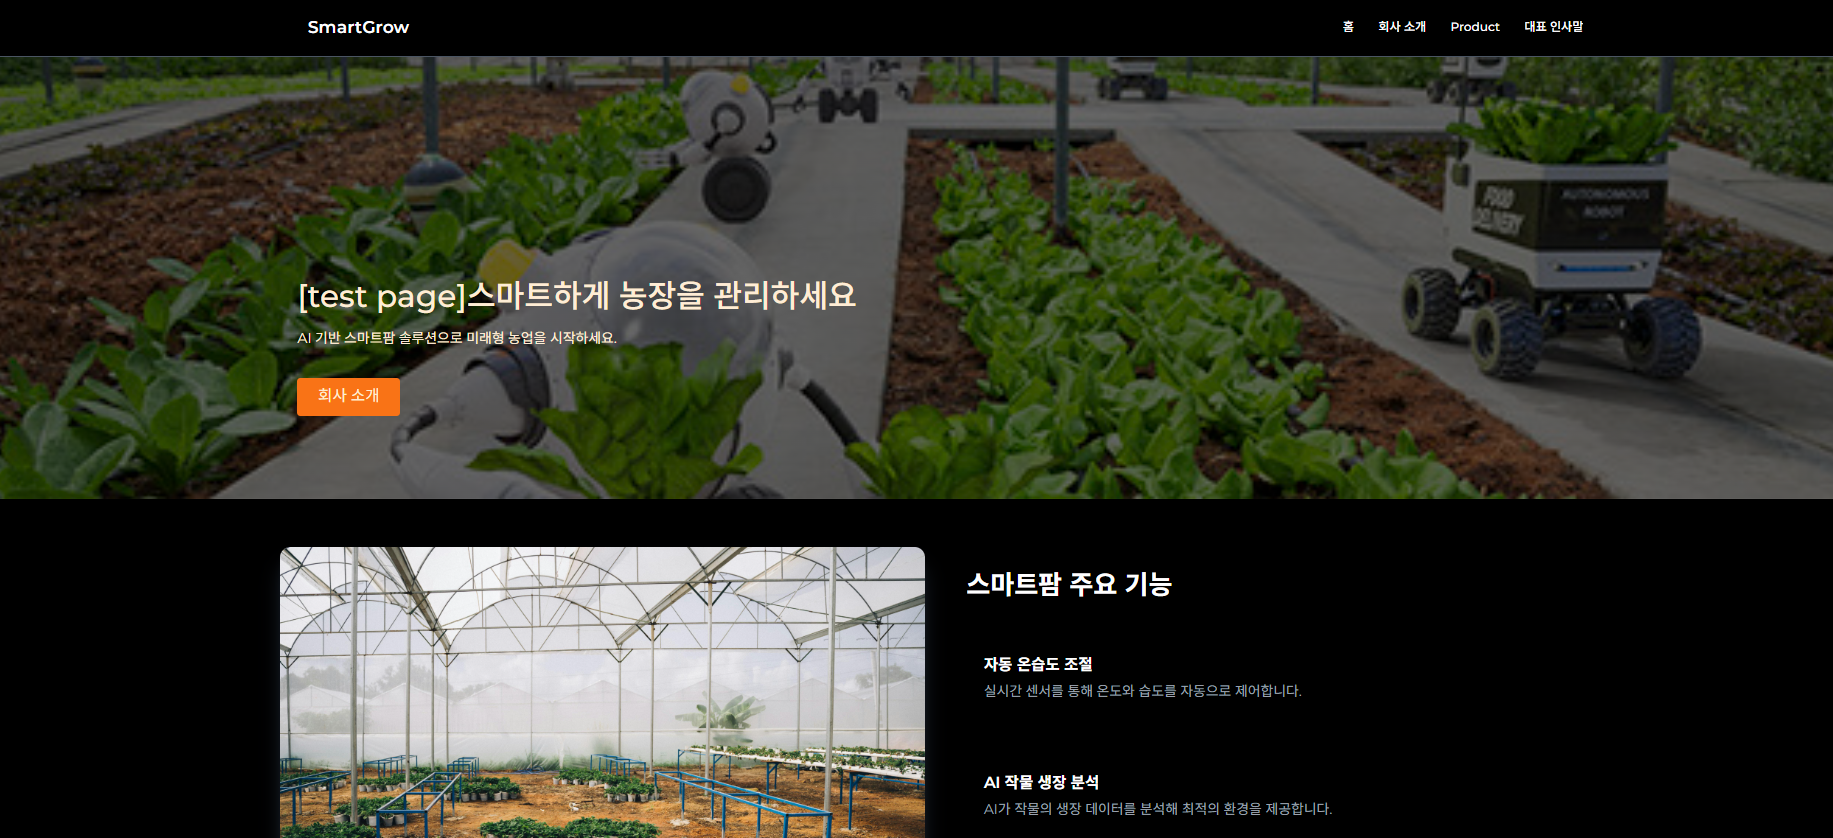 SmartGrow
홈 회사 소개 Product 대표 인사말
FOOD DELIVERY
AUTONOMOUS ROBOT
[test page]스마트하게 농장을 관리하세요
AI 기반 스마트팜 솔루션으로 미래형 농업을 시작하세요.
회사 소개
스마트팜 주요 기능
자동 온습도 조절
실시간 센서를 통해 온도와 습도를 자동으로 제어합니다.
AI 작물 생장 분석
AI가 작물의 생장 데이터를 분석해 최적의 환경을 제공합니다.